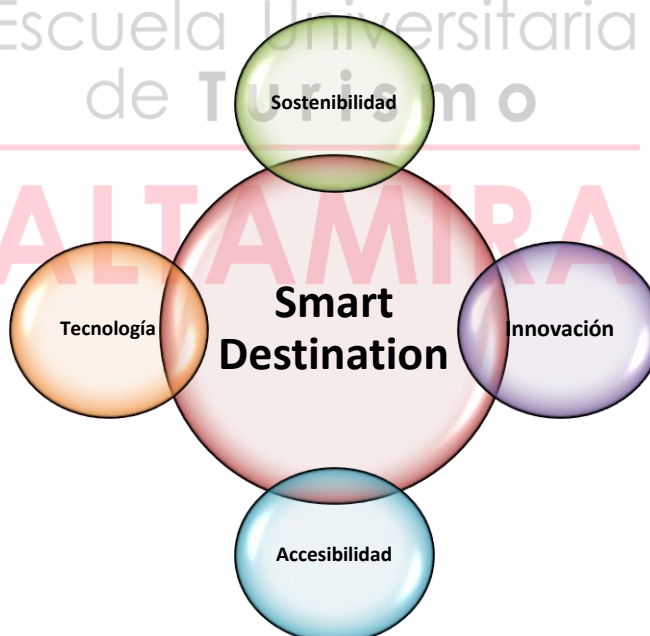 Escuela Universitaria
de Turismo
ALTAMIRA
Sostenibilidad
Tecnología
Smart
Destination
Innovación
Accesibilidad